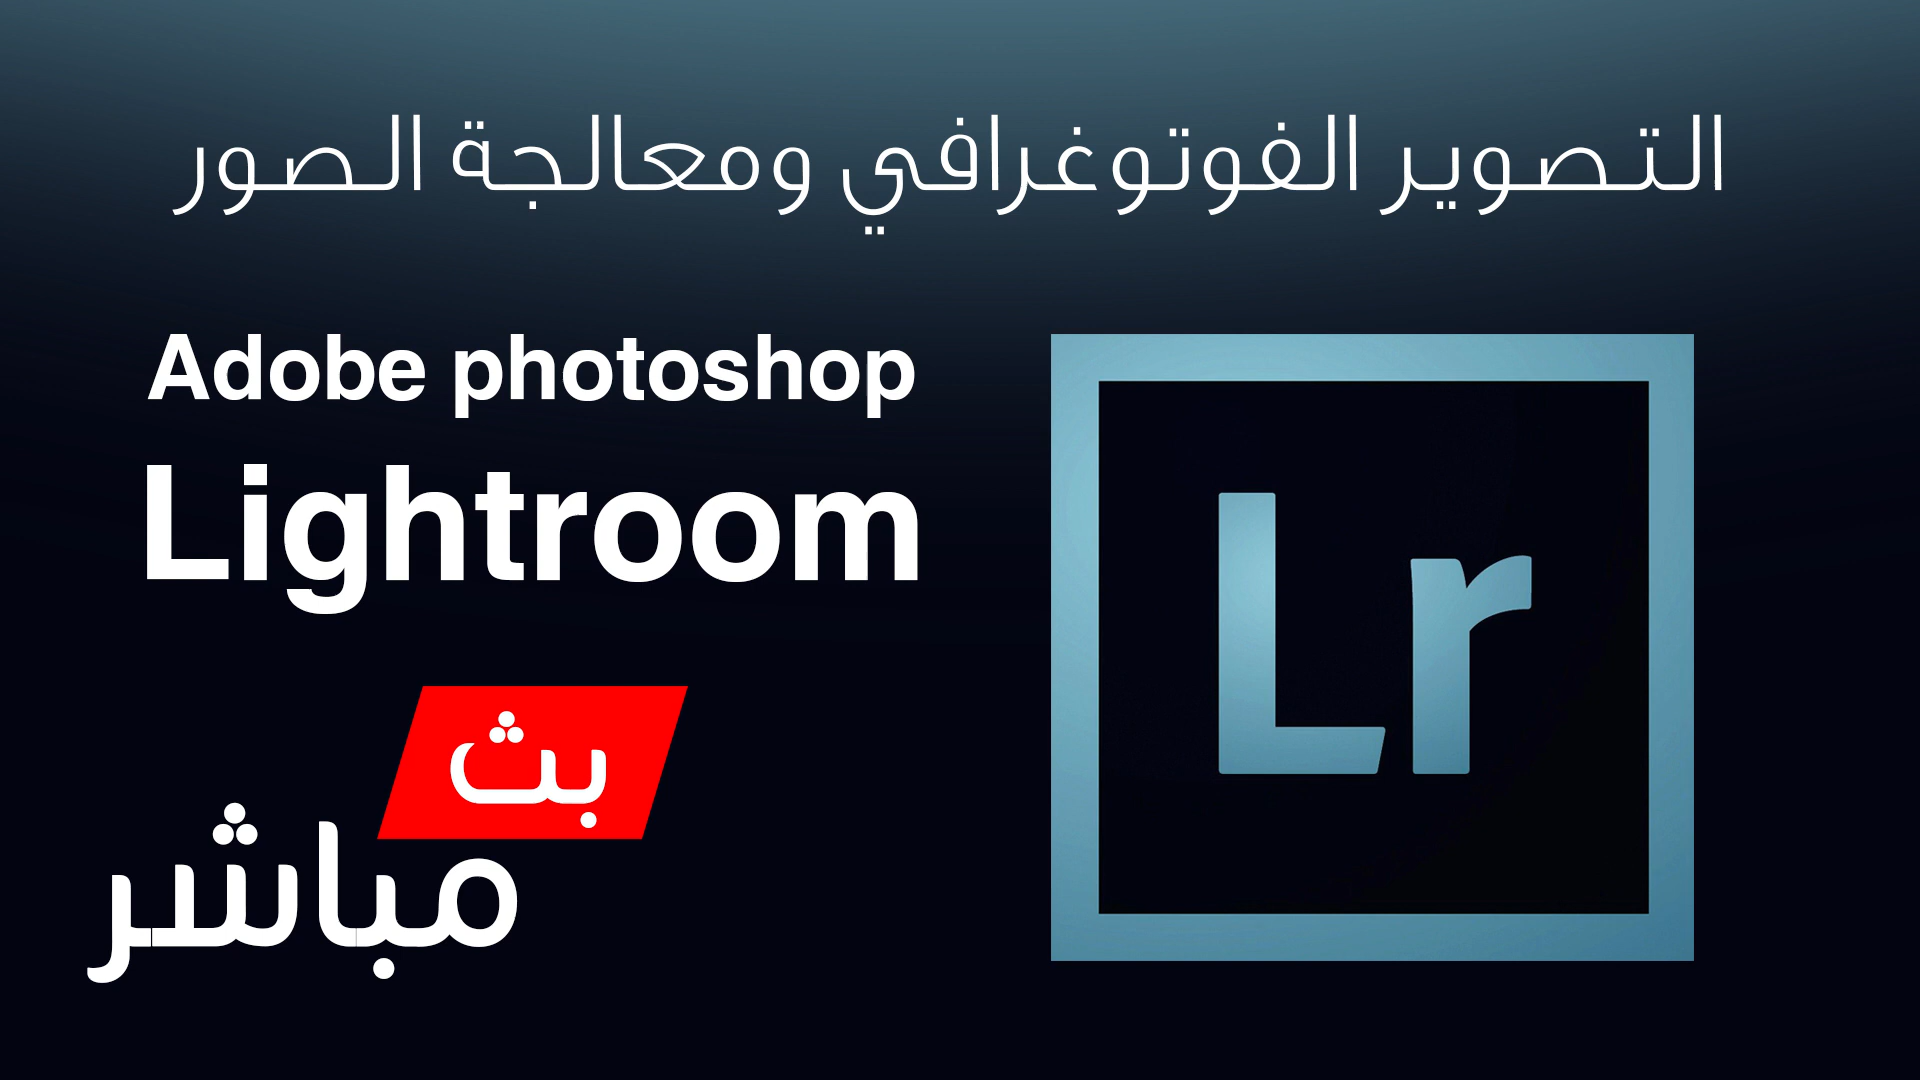 التصوير الفوتوغرافي ومعالجة الصور
Adobe photoshop
Lightroom
Lr
بث
مباشر